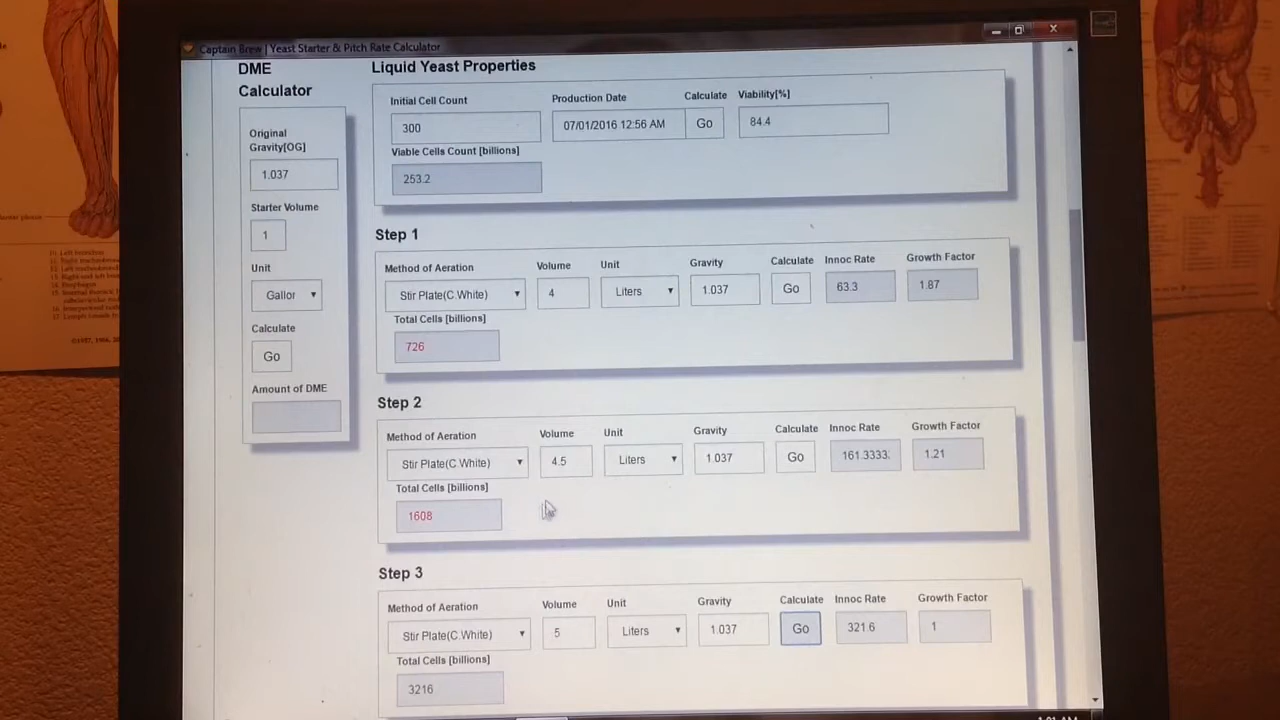 Captain Brew | Yeast Starter & Pitch Rate Calculator
DME
Calculator
Original
Gravity[OG]
1.037
Starter Volume
1
Unit
Gallor
Calculate
Go
Amount of DME
Liquid Yeast Properties
Initial Cell Count
Production Date
Calculate
Viability[%]
300
07/01/2016 12:56 AM
Go
84.4
Viable Cells Count [billions]
253.2
Step 1
Method of Aeration
Volume
Unit
Gravity
Calculate
Innoc Rate
Growth Factor
Stir Plate(C.White)
4
Liters
1.037
Go
63.3
1.87
Total Cells [billions]
726
Step 2
Method of Aeration
Volume
Unit
Gravity
Calculate
Innoc Rate
Growth Factor
Stir Plate(C.White)
4.5
Liters
1.037
Go
161.3333
1.21
Total Cells [billions]
1608
Step 3
Method of Aeration
Volume
Unit
Gravity
Calculate
Innoc Rate
Growth Factor
Stir Plate(C.White)
5
Liters
1.037
Go
321.6
1
Total Cells [billions]
3216